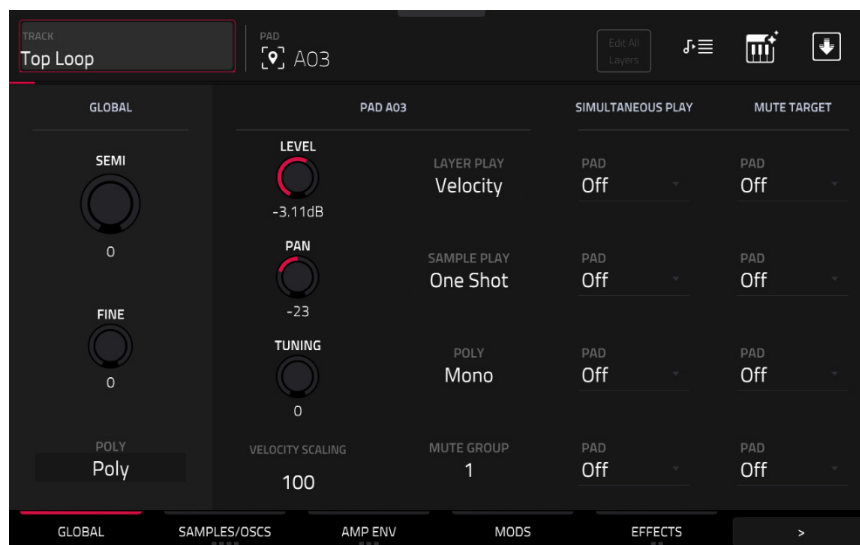 TRACK
Top Loop
PAD
A03
Edit All
Layers
GLOBAL
PAD A03
SIMULTANEOUS PLAY
MUTE TARGET
SEMI
0
FINE
0
POLY
Poly
LEVEL
-3.11dB
PAN
-23
TUNING
0
VELOCITY SCALING
100
LAYER PLAY
Velocity
SAMPLE PLAY
One Shot
POLY
Mono
MUTE GROUP
1
PAD
Off
PAD
Off
PAD
Off
PAD
Off
PAD
Off
PAD
Off
PAD
Off
PAD
Off
GLOBAL
SAMPLES/OSCS
AMP ENV
MODS
EFFECTS
>